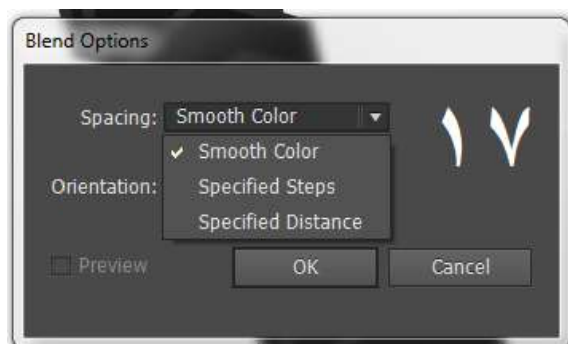 Blend Options
Spacing: Smooth Color
١٧
✓ Smooth Color
Orientation: Specified Steps
Specified Distance
Preview OK Cancel